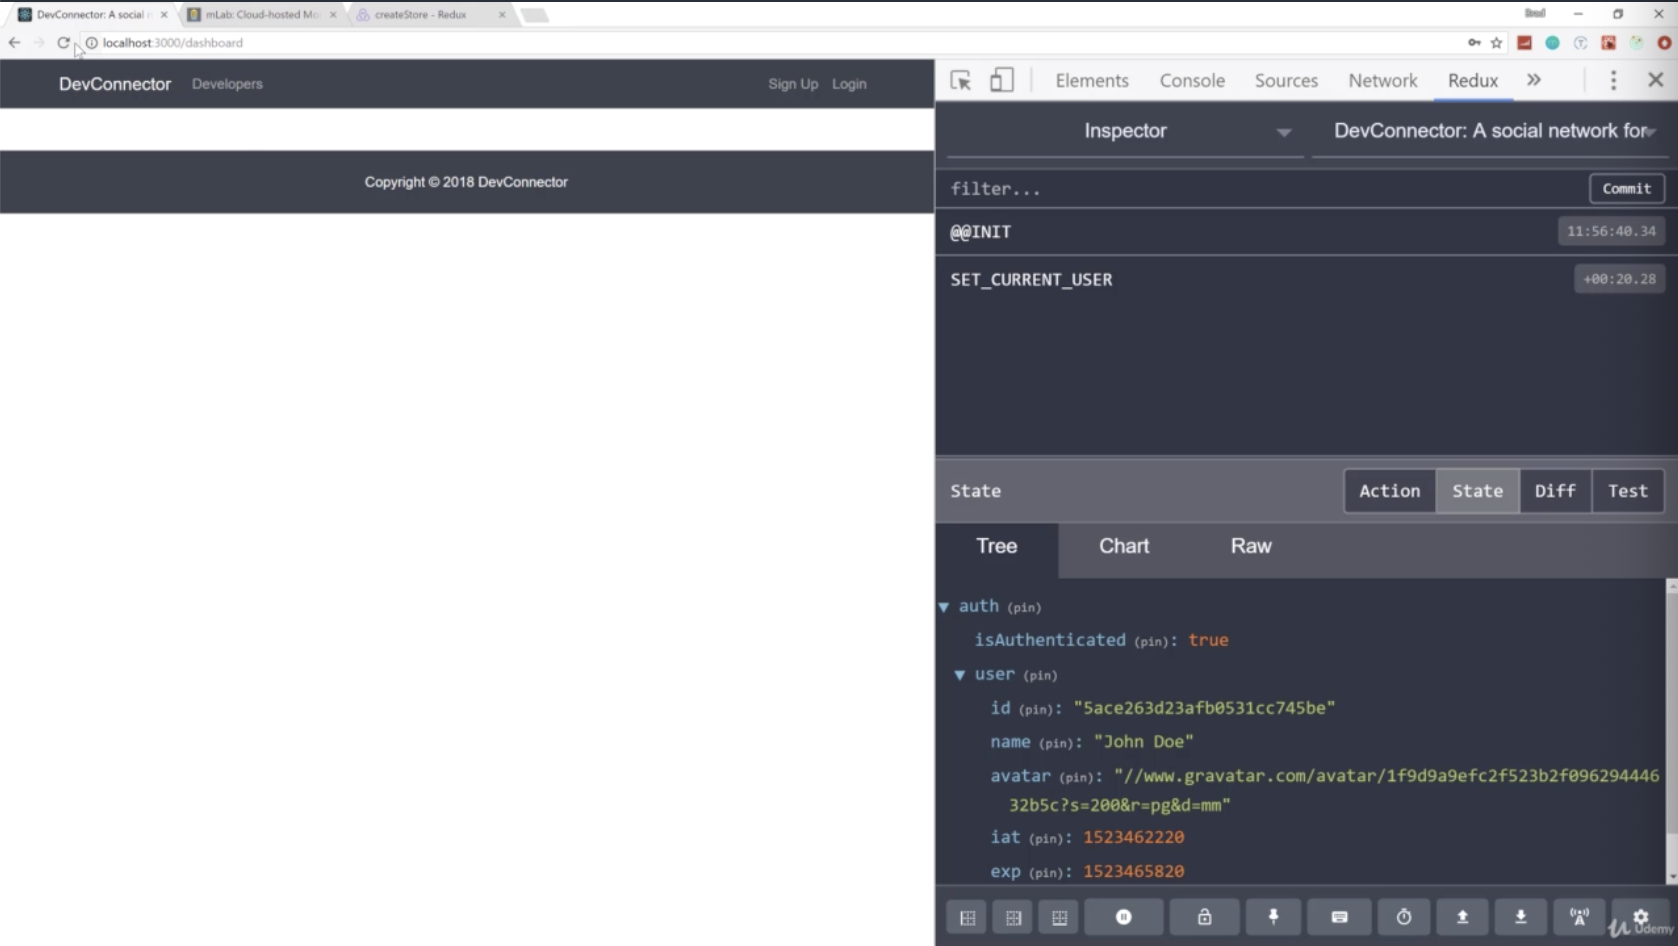 DevConnector: A social n
mLab: Cloud-hosted Mo
createStore - Redux
Brad
localhost:3000/dashboard
DevConnector Developers Sign Up Login
Copyright © 2018 DevConnector
Elements Console Sources Network Redux »
Inspector DevConnector: A social network for
filter... Commit
@@INIT 11:56:40.34
SET_CURRENT_USER +00:20.28
State Action State Diff Test
Tree Chart Raw
auth (pin)
isAuthenticated (pin): true
user (pin)
id (pin): "5ace263d23afb0531cc745be"
name (pin): "John Doe"
avatar (pin): "//www.gravatar.com/avatar/1f9d9a9efc2f523b2f096294446
32b5c?s=200&r=pg&d=mm"
iat (pin): 1523462220
exp (pin): 1523465820
Udemy